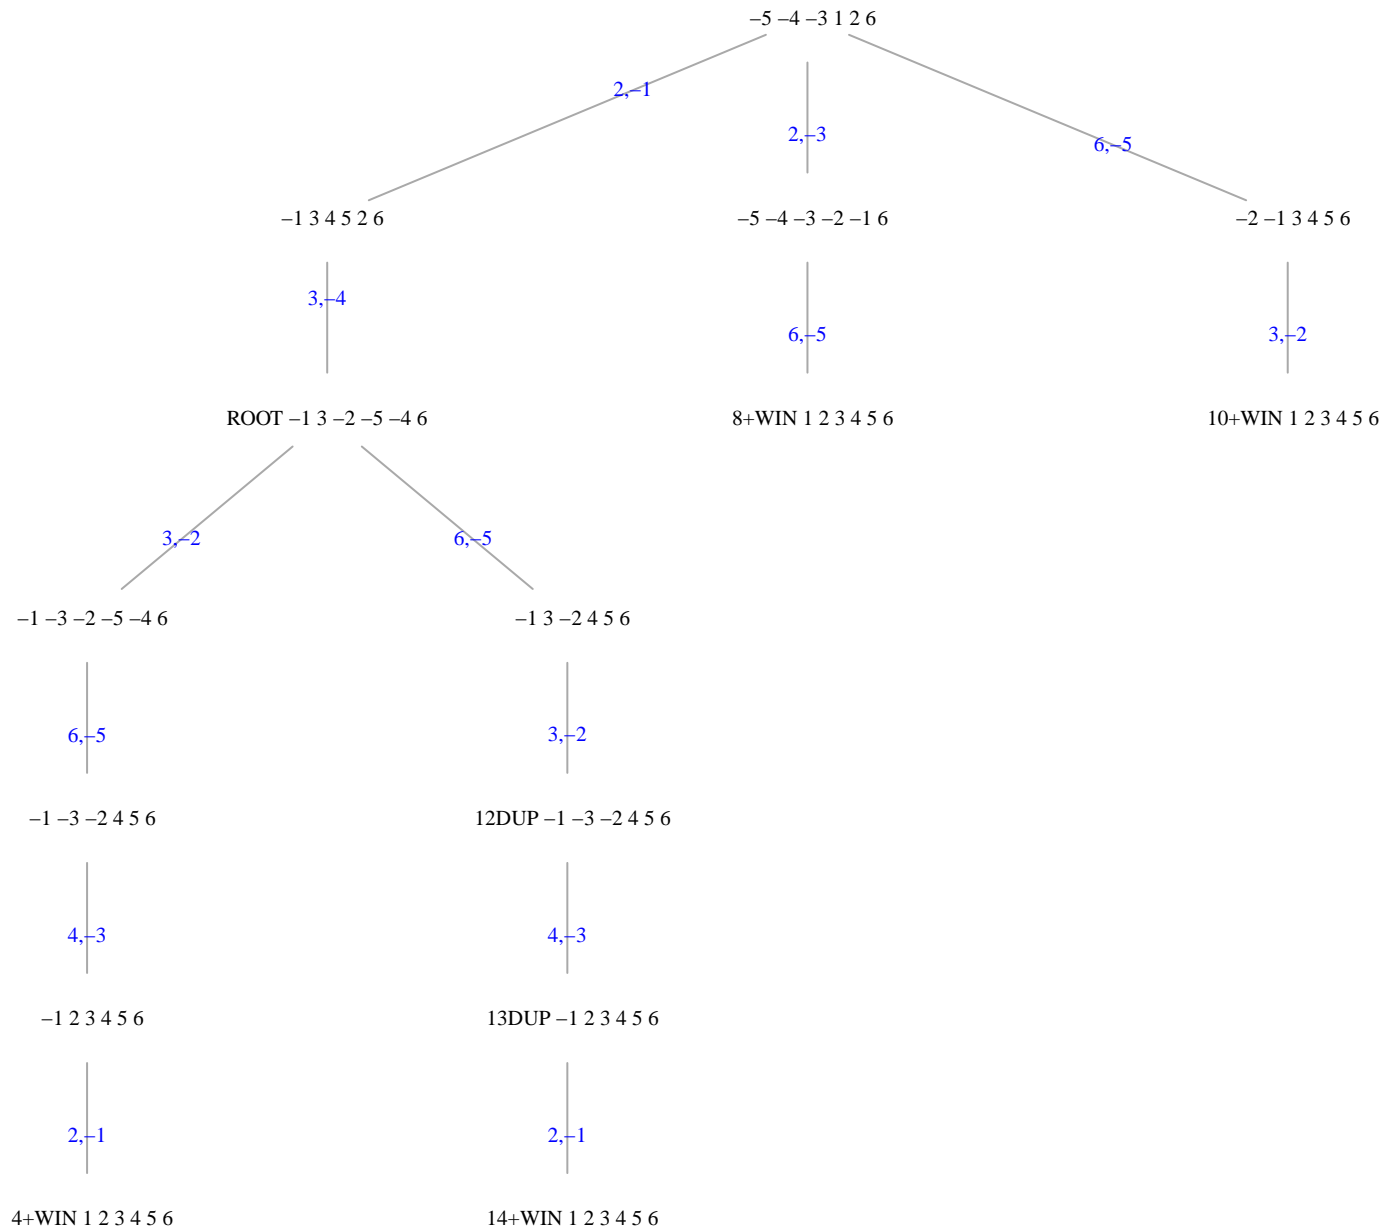 –5 –4 –3 1 2 6
2,–1
2,–3
6,–5
–1 3 4 5 2 6
–5 –4 –3 –2 –1 6
–2 –1 3 4 5 6
3,–4
6,–5
3,–2
ROOT –1 3 –2 –5 –4 6
8+WIN 1 2 3 4 5 6
10+WIN 1 2 3 4 5 6
3,–2
6,–5
–1 –3 –2 –5 –4 6
–1 3 –2 4 5 6
6,–5
3,–2
–1 –3 –2 4 5 6
12DUP –1 –3 –2 4 5 6
4,–3
4,–3
–1 2 3 4 5 6
13DUP –1 2 3 4 5 6
2,–1
2,–1
4+WIN 1 2 3 4 5 6
14+WIN 1 2 3 4 5 6